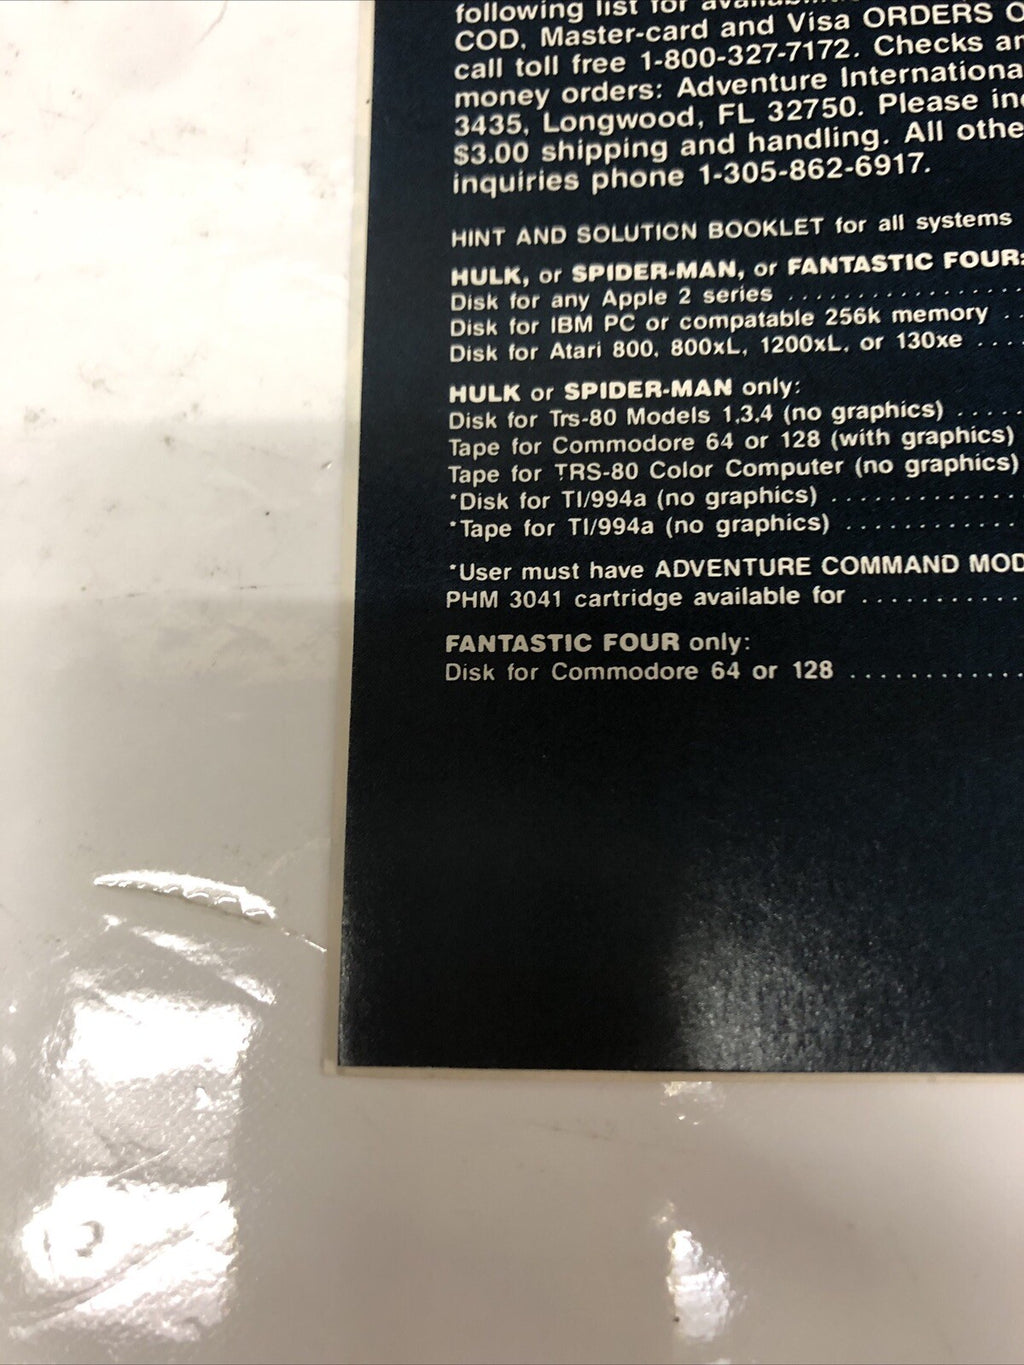 following list for
COD, Master-card and Visa ORDERS
call toll free 1-800-327-7172. Checks
money orders: Adventure Internationa
3435, Longwood, FL 32750. Please
$3.00 shipping and handling. All othe
inquiries phone 1-305-862-6917.
HINT AND SOLUTION BOOKLET for all systems
HULK, or SPIDER-MAN, or FANTASTIC FOUR:
Disk for any Apple 2 series ................
Disk for IBM PC or compatable 256k memory ..
Disk for Atari 800, 800xL, 1200xL, or 130xe ....
HULK or SPIDER-MAN only:
Disk for Trs-80 Models 1,3,4 (no graphics) .....
Tape for Commodore 64 or 128 (with graphics)
Tape for TRS-80 Color Computer (no graphics)
*Disk for TI/994a (no graphics) ............
*Tape for TI/994a (no graphics) ...........
*User must have ADVENTURE COMMAND MOD
PHM 3041 cartridge available for ..........
FANTASTIC FOUR only:
Disk for Commodore 64 or 128 ...........